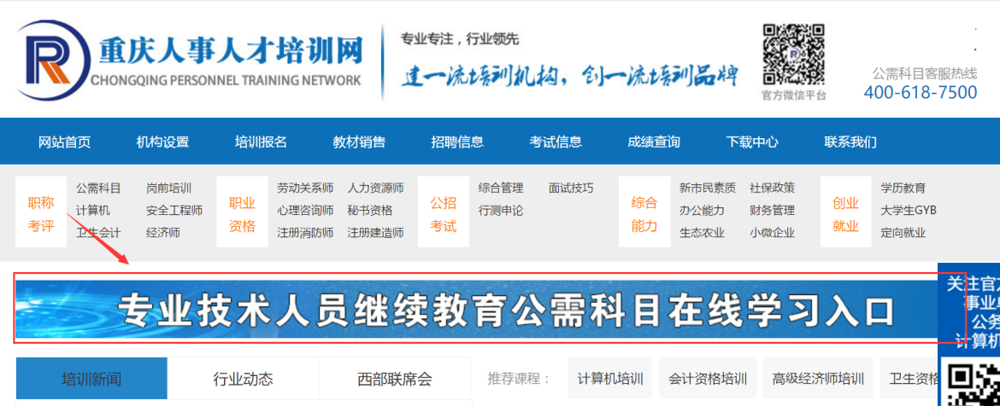 重庆人事人才培训网
CHONGQING PERSONNEL TRAINING NETWORK
专业专注，行业领先
建一流培训机构，创一流培训品牌
官方微信平台
公需科目客服热线
400-618-7500
网站首页 机构设置 培训报名 教材销售 招聘信息 考试信息 成绩查询 下载中心 联系我们
职称
考评
公需科目 岗前培训
计算机 安全工程师
卫生会计 经济师
职业
资格
劳动关系师 人力资源师
心理咨询师 秘书资格
注册消防师 注册建造师
公招
考试
综合管理 面试技巧
行测申论
综合
能力
新市民素质 社保政策
办公能力 财务管理
生态农业 小微企业
创业
就业
学历教育
大学生GYB
定向就业
专业技术人员继续教育公需科目在线学习入口
关注官
事业单
公务
计算机
培训新闻 行业动态 西部联席会 推荐课程： 计算机培训 会计资格培训 高级经济师培训 卫生资格